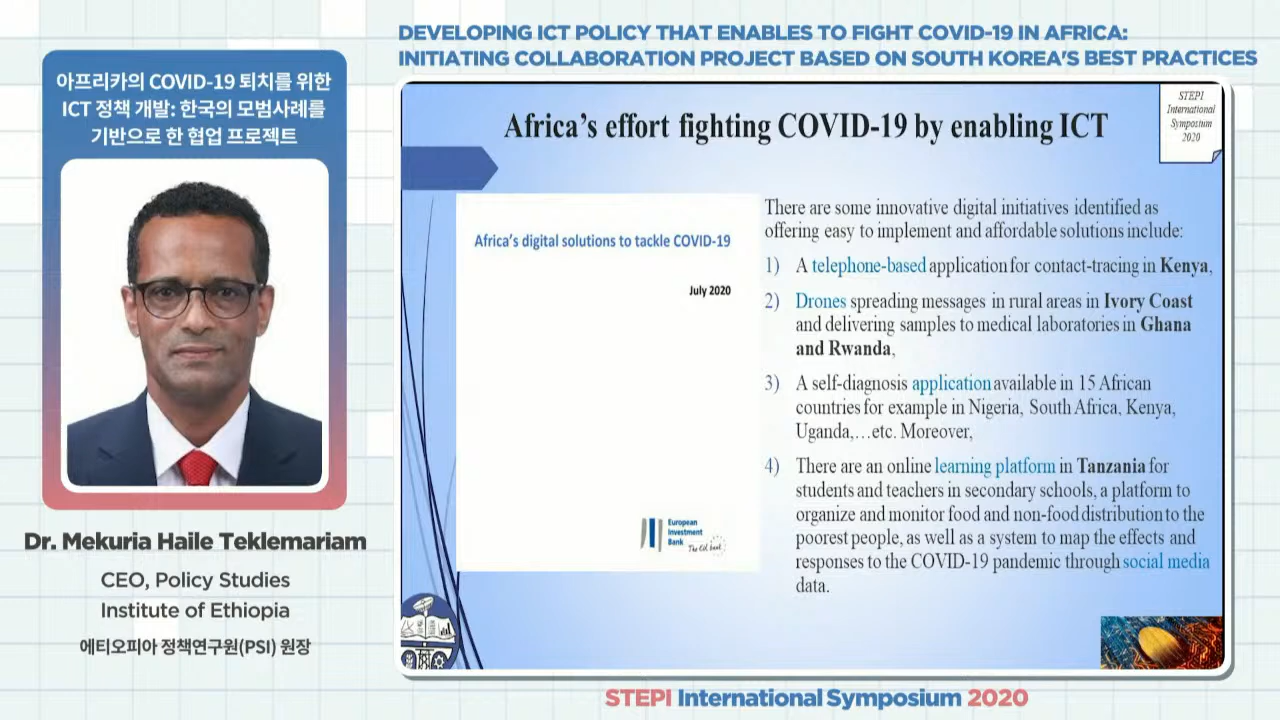 DEVELOPING ICT POLICY THAT ENABLES TO FIGHT COVID-19 IN AFRICA:
INITIATING COLLABORATION PROJECT BASED ON SOUTH KOREA'S BEST PRACTICES
아프리카의 COVID-19 퇴치를 위한
ICT 정책 개발: 한국의 모범사례를
기반으로 한 협업 프로젝트
Dr. Mekuria Haile Teklemariam
CEO, Policy Studies
Institute of Ethiopia
에티오피아 정책연구원(PSI) 원장
Africa's effort fighting COVID-19 by enabling ICT
STEPI
International
Symposium
2020
Africa's digital solutions to tackle COVID-19
July 2020
European
Investment
Bank
The EU bank
There are some innovative digital initiatives identified as
offering easy to implement and affordable solutions include:
1) A telephone-based application for contact-tracing in Kenya,
2) Drones spreading messages in rural areas in Ivory Coast
and delivering samples to medical laboratories in Ghana
and Rwanda,
3) A self-diagnosis application available in 15 African
countries for example in Nigeria, South Africa, Kenya,
Uganda,…etc. Moreover,
4) There are an online learning platform in Tanzania for
students and teachers in secondary schools, a platform to
organize and monitor food and non-food distribution to the
poorest people, as well as a system to map the effects and
responses to the COVID-19 pandemic through social media
data.
STEPI International Symposium 2020